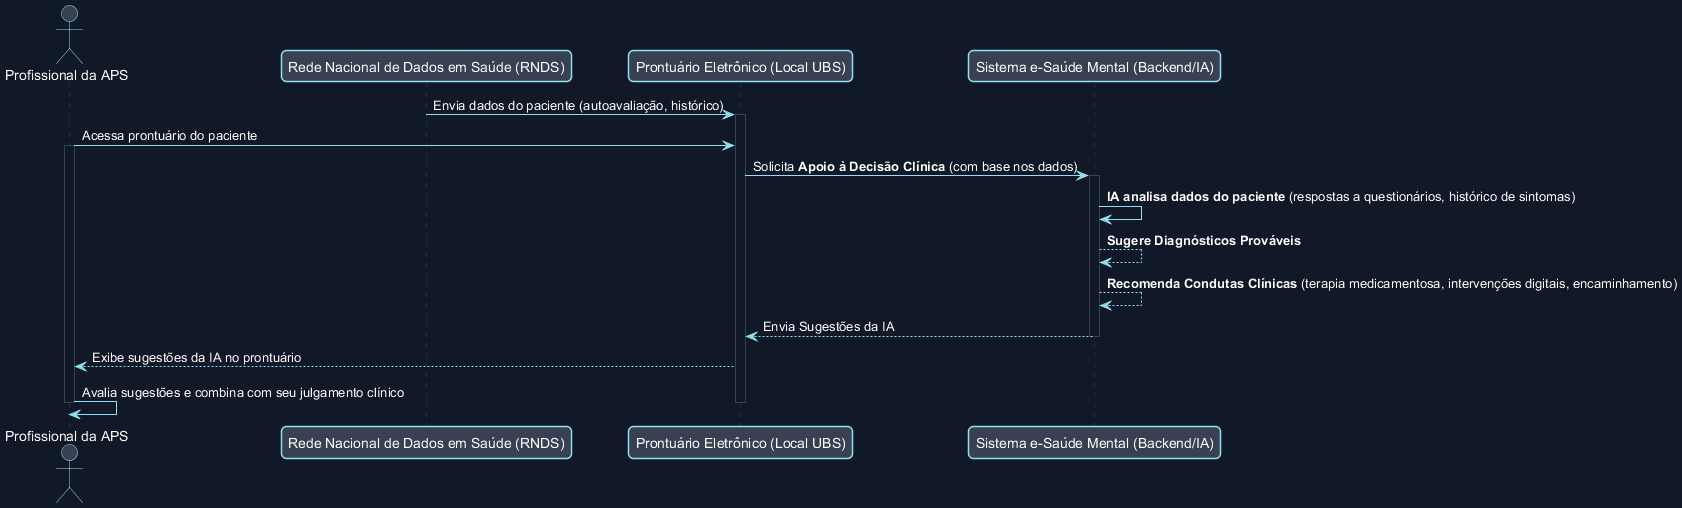 Profissional da APS
Rede Nacional de Dados em Saúde (RNDS)
Prontuário Eletrônico (Local UBS)
Sistema e-Saúde Mental (Backend/IA)
Envia dados do paciente (autoavaliação, histórico)
Acessa prontuário do paciente
Solicita Apoio à Decisão Clínica (com base nos dados)
IA analisa dados do paciente (respostas a questionários, histórico de sintomas)
Sugere Diagnósticos Prováveis
Recomenda Condutas Clínicas (terapia medicamentosa, intervenções digitais, encaminhamento)
Envia Sugestões da IA
Exibe sugestões da IA no prontuário
Avalia sugestões e combina com seu julgamento clínico
Profissional da APS
Rede Nacional de Dados em Saúde (RNDS)
Prontuário Eletrônico (Local UBS)
Sistema e-Saúde Mental (Backend/IA)